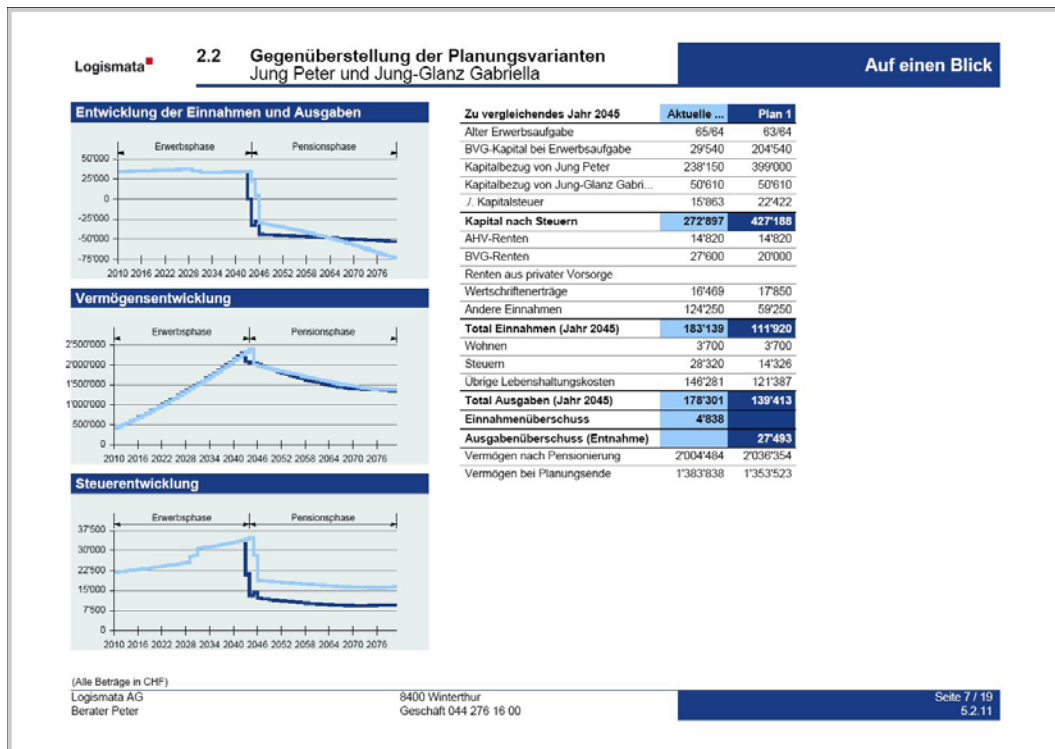 Logismata
2.2 Gegenüberstellung der Planungsvarianten
Jung Peter und Jung-Glanz Gabriella
Auf einen Blick
Entwicklung der Einnahmen und Ausgaben
Erwerbsphase Pensionsphase
50'000
25'000
0
-25'000
-50'000
-75'000
2010 2016 2022 2028 2034 2040 2046 2052 2058 2064 2070 2076
Vermögensentwicklung
Erwerbsphase Pensionsphase
2'500'000
2'000'000
1'500'000
1'000'000
500'000
0
2010 2016 2022 2028 2034 2040 2046 2052 2058 2064 2070 2076
Steuerentwicklung
Erwerbsphase Pensionsphase
37'500
30'000
22'500
15'000
7'500
0
2010 2016 2022 2028 2034 2040 2046 2052 2058 2064 2070 2076
Zu vergleichendes Jahr 2045 Aktuelle ... Plan 1
Alter Erwerbsaufgabe 65/64 63/64
BVG-Kapital bei Erwerbsaufgabe 29'540 204'540
Kapitalbezug von Jung Peter 238'150 399'000
Kapitalbezug von Jung-Glanz Gabri... 50'610 50'610
./. Kapitalsteuer 15'863 22'422
Kapital nach Steuern 272'897 427'188
AHV-Renten 14'820 14'820
BVG-Renten 27'600 20'000
Renten aus privater Vorsorge
Wertschriftenerträge 16'469 17'850
Andere Einnahmen 124'250 59'250
Total Einnahmen (Jahr 2045) 183'139 111'920
Wohnen 3'700 3'700
Steuern 28'320 14'326
Übrige Lebenshaltungskosten 146'281 121'387
Total Ausgaben (Jahr 2045) 178'301 139'413
Einnahmenüberschuss 4'838
Ausgabenüberschuss (Entnahme) 27'493
Vermögen nach Pensionierung 2'004'484 2'036'354
Vermögen bei Planungsende 1'383'838 1'353'523
(Alle Beträge in CHF)
Logismata AG 8400 Winterthur Seite 7 / 19
Berater Peter Geschäft 044 276 16 00 5.2.11